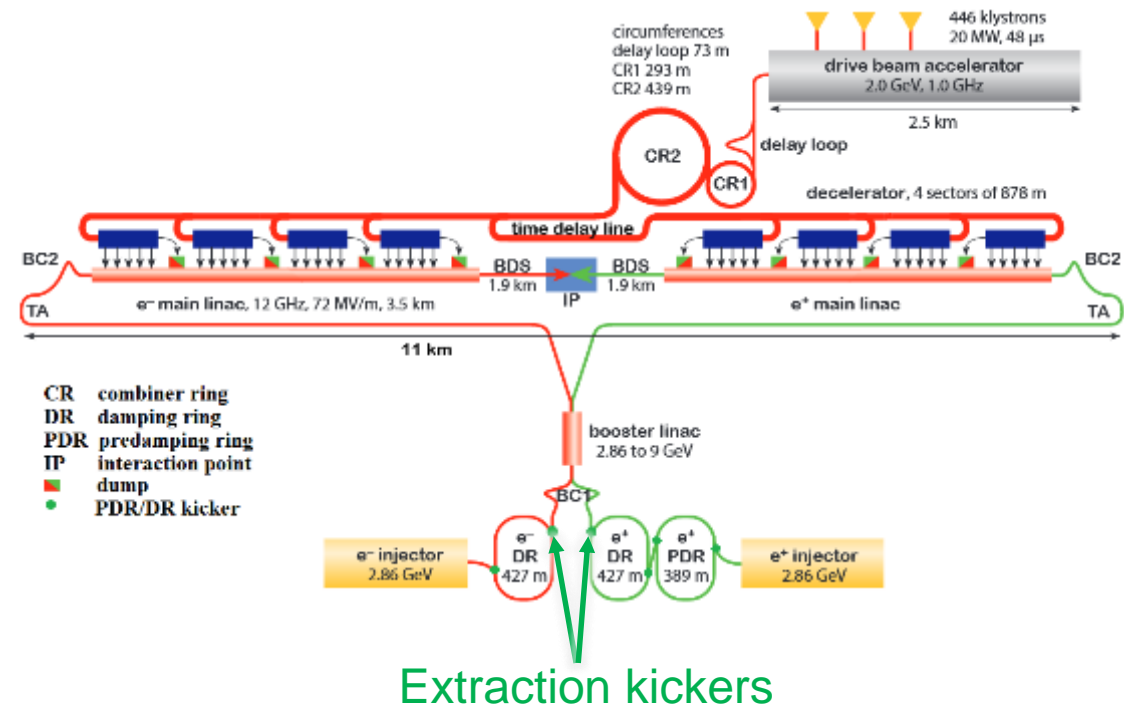 446 klystrons
20 MW, 48 µs
circumferences
delay loop 73 m
CR1 293 m
CR2 439 m
drive beam accelerator
2.0 GeV, 1.0 GHz
2.5 km
delay loop
CR2
CR1
decelerator, 4 sectors of 878 m
time delay line
BC2
BDS
1.9 km
IP
BDS
1.9 km
BC2
TA
e⁻ main linac, 12 GHz, 72 MV/m, 3.5 km
e⁺ main linac
TA
11 km
CR combiner ring
DR damping ring
PDR predamping ring
IP interaction point
dump
PDR/DR kicker
booster linac
2.86 to 9 GeV
BC1
e⁻ injector
2.86 GeV
e⁻
DR
427 m
e⁺
DR
427 m
e⁺
PDR
389 m
e⁺ injector
2.86 GeV
Extraction kickers